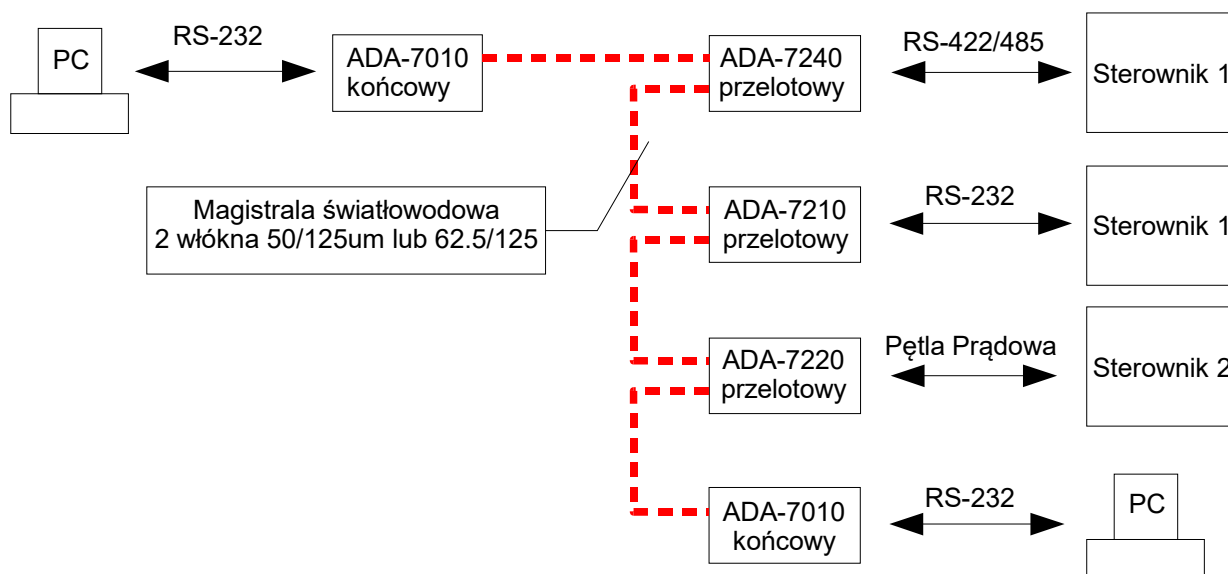 PC
RS-232
ADA-7010
końcowy
ADA-7240
przelotowy
RS-422/485
Sterownik 1
Magistrala światłowodowa
2 włókna 50/125um lub 62.5/125
ADA-7210
przelotowy
RS-232
Sterownik 1
ADA-7220
przelotowy
Pętla Prądowa
Sterownik 2
ADA-7010
końcowy
RS-232
PC